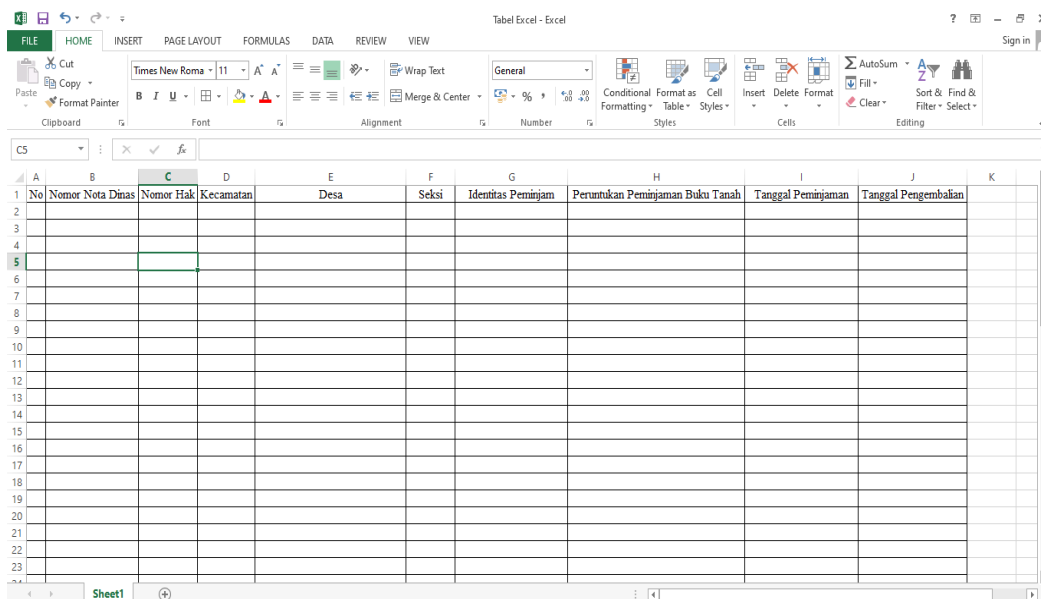 Tabel Excel - Excel
?
FILE HOME INSERT PAGE LAYOUT FORMULAS DATA REVIEW VIEW Sign in
Paste
Cut
Copy
Format Painter
Times New Roma 11 A A
B I U A
Wrap Text
Merge & Center
General
% , .0 .00 .00 .0
Conditional Formatting
Format as Table
Cell Styles
Insert Delete Format
AutoSum
Fill
Clear
Sort & Filter
Find & Select
Clipboard Font Alignment Number Styles Cells Editing
C5 fx
A B C D E F G H I J K
1 No Nomor Nota Dinas Nomor Hak Kecamatan Desa Seksi Identitas Peminjam Peruntukan Peminjaman Buku Tanah Tanggal Peminjaman Tanggal Pengembalian
2
3
4
5
6
7
8
9
10
11
12
13
14
15
16
17
18
19
20
21
22
23
Sheet1